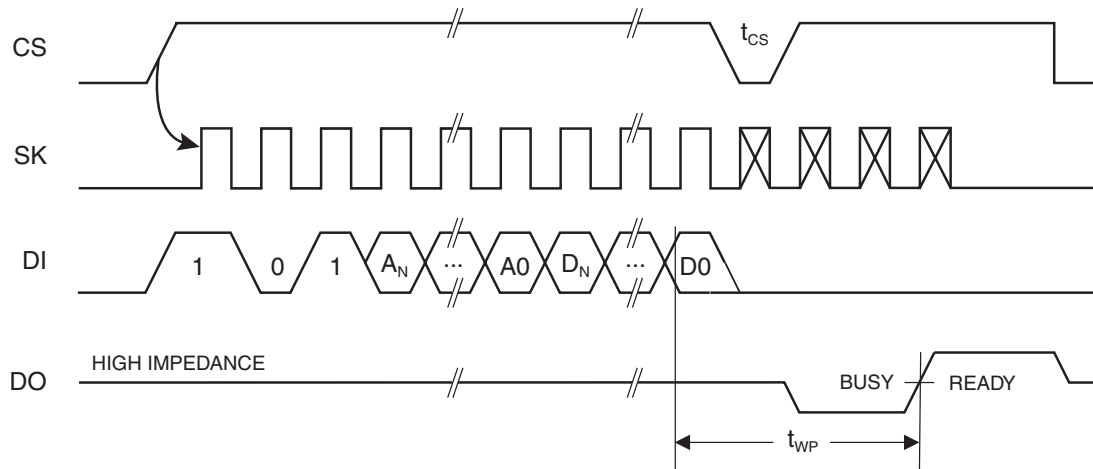 CS
t_CS
SK
DI
1 0 1 A_N ... A0 D_N ... D0
HIGH IMPEDANCE
DO
BUSY READY
t_WP